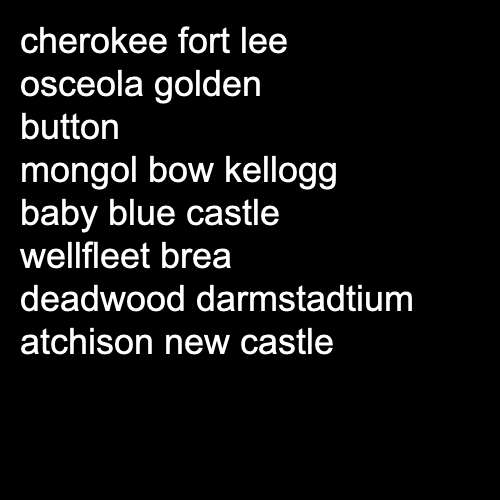 cherokee fort lee
osceola golden
button
mongol bow kellogg
baby blue castle
wellfleet brea
deadwood darmstadtium
atchison new castle